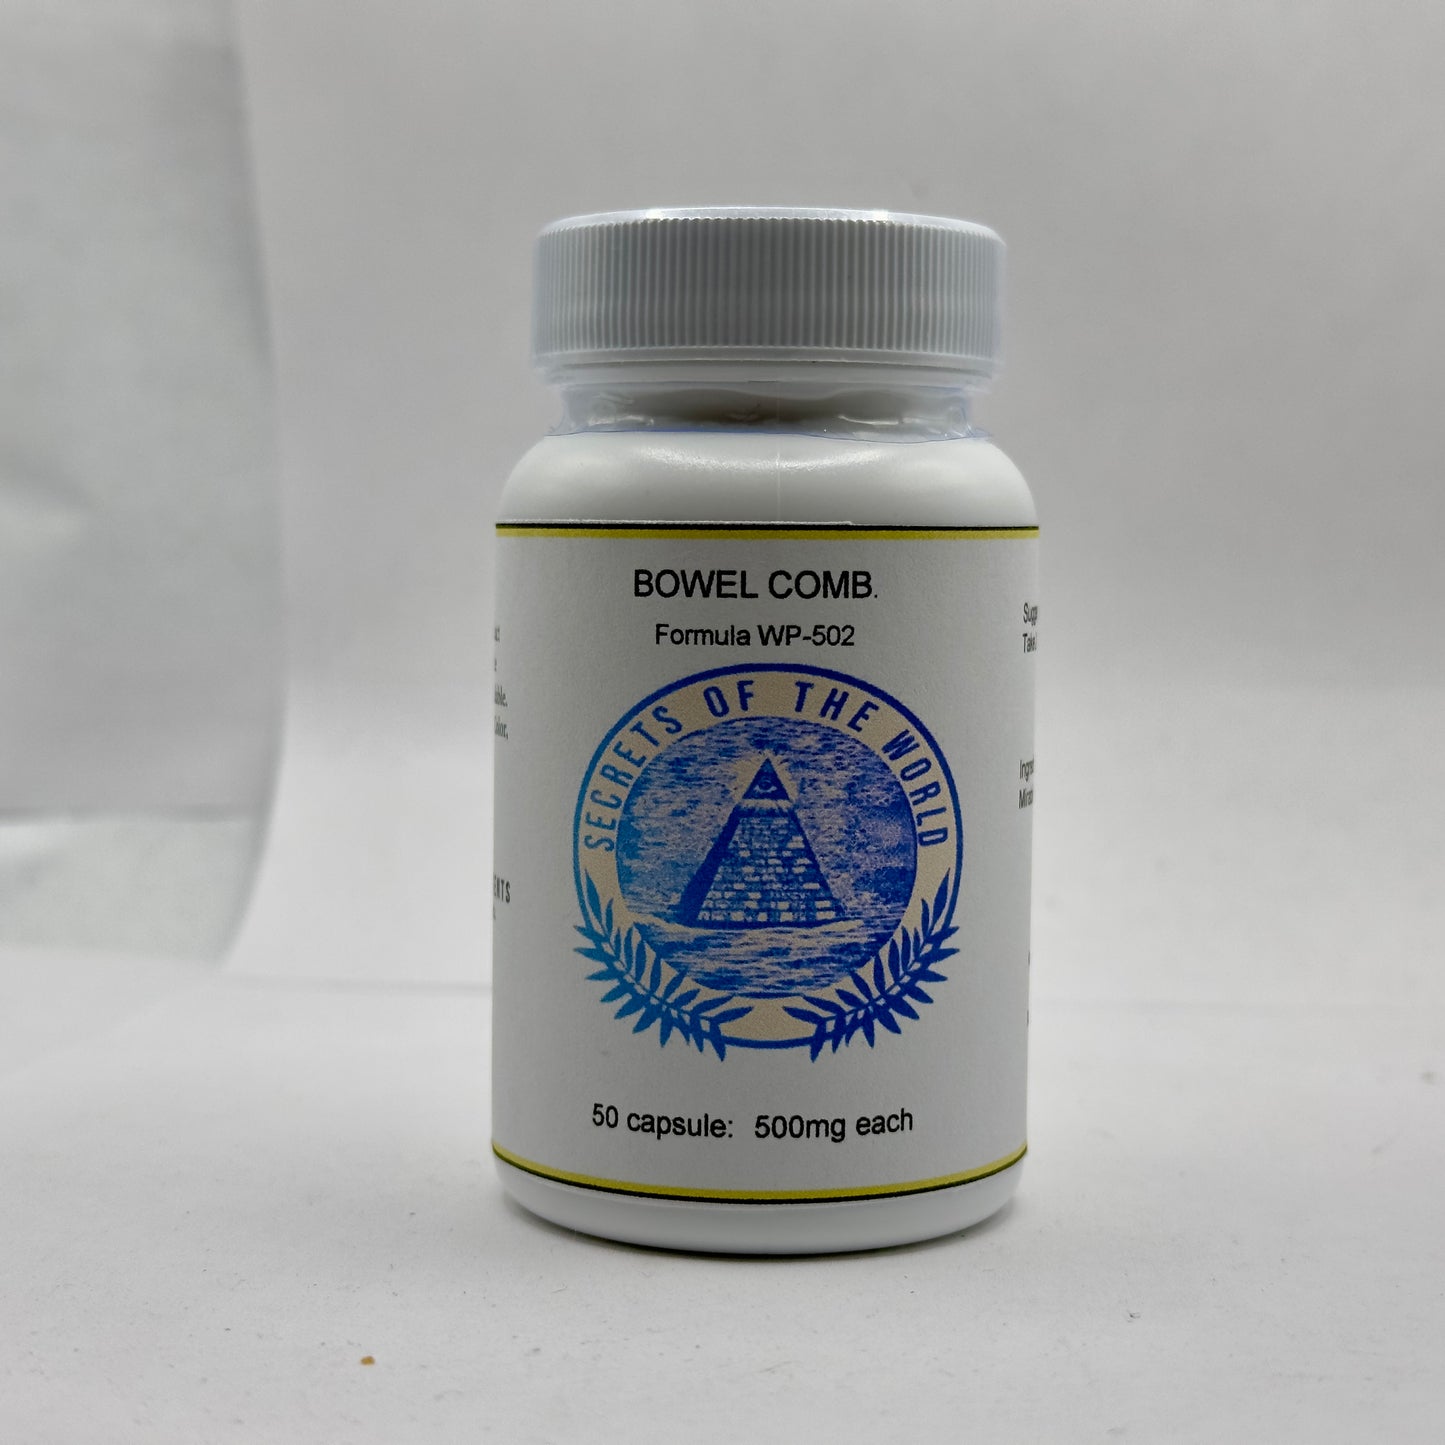 BOWEL COMB.
Formula WP-502
SECRETS OF THE WORLD
50 capsule: 500mg each